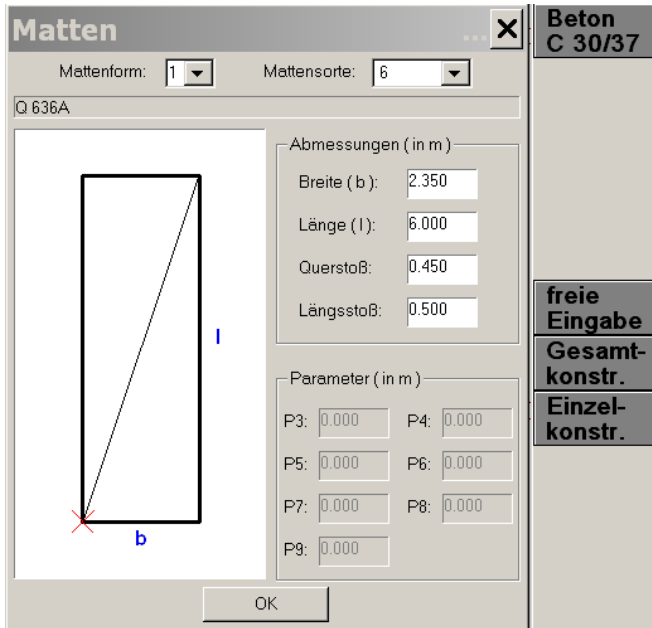 Matten ...
Beton
C 30/37
Mattenform: 1 Mattensorte: 6
Q 636A
Abmessungen ( in m )
Breite ( b ): 2.350
Länge ( l ): 6.000
Querstoß: 0.450
Längsstoß: 0.500
l
b
Parameter ( in m )
P3: 0.000 P4: 0.000
P5: 0.000 P6: 0.000
P7: 0.000 P8: 0.000
P9: 0.000
OK
freie
Eingabe
Gesamt-
konstr.
Einzel-
konstr.